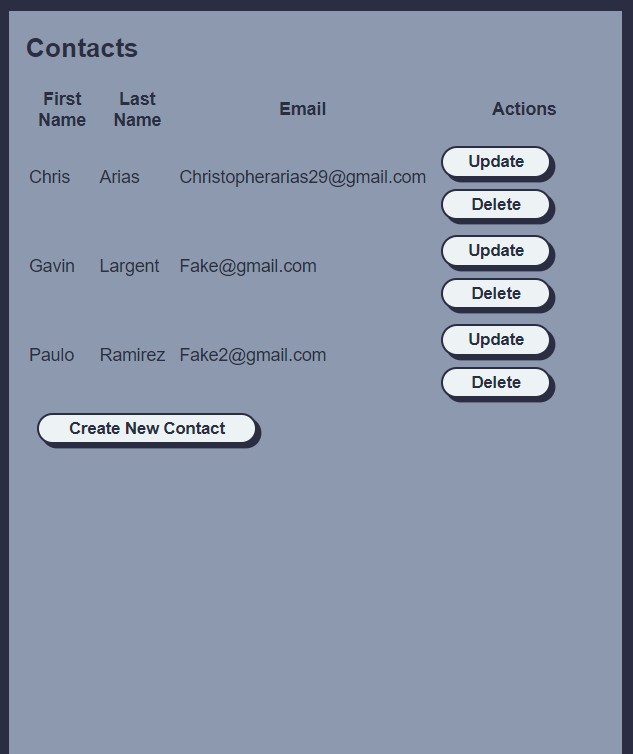 Contacts
First Name Last Name Email Actions
Chris Arias Christopherarias29@gmail.com Update
Delete
Gavin Largent Fake@gmail.com Update
Delete
Paulo Ramirez Fake2@gmail.com Update
Delete
Create New Contact